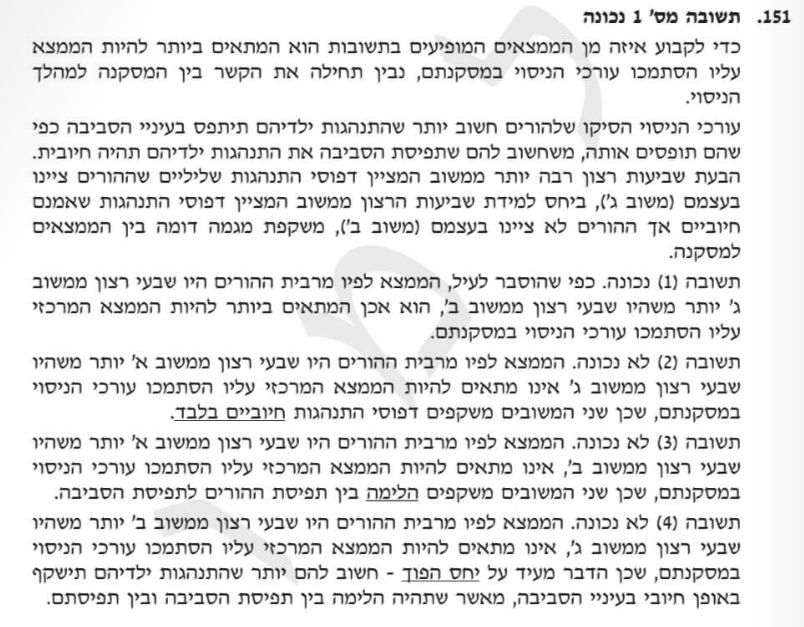 151. תשובה מס' 1 נכונה
כדי לקבוע איזה מן הממצאים המופיעים בתשובות הוא המתאים ביותר להיות הממצא
עליו הסתמכו עורכי הניסוי במסקנתם, נבין תחילה את הקשר בין המסקנה למהלך
הניסוי.
עורכי הניסוי הסיקו שלהורים חשוב יותר שהתנהגות ילדיהם תיתפס בעיניי הסביבה כפי
שהם תופסים אותה, משחשוב להם שתפיסת הסביבה את התנהגות ילדיהם תהיה חיובית.
הבעת שביעות רצון רבה יותר ממשוב המציין דפוסי התנהגות שליליים שההורים ציינו
בעצמם (משוב ג'), ביחס למידת שביעות הרצון ממשוב המציין דפוסי התנהגות שאמנם
חיוביים אך ההורים לא ציינו בעצמם (משוב ב'), משקפת מגמה דומה בין הממצאים
למסקנה.
תשובה (1) נכונה. כפי שהוסבר לעיל, הממצא לפיו מרבית ההורים היו שבעי רצון ממשוב
ג' יותר משהיו שבעי רצון ממשוב ב', הוא אכן המתאים ביותר להיות הממצא המרכזי
עליו הסתמכו עורכי הניסוי במסקנתם.
תשובה (2) לא נכונה. הממצא לפיו מרבית ההורים היו שבעי רצון ממשוב א' יותר משהיו
שבעי רצון ממשוב ג' אינו מתאים להיות הממצא המרכזי עליו הסתמכו עורכי הניסוי
במסקנתם, שכן שני המשובים משקפים דפוסי התנהגות חיוביים בלבד.
תשובה (3) לא נכונה. הממצא לפיו מרבית ההורים היו שבעי רצון ממשוב א' יותר משהיו
שבעי רצון ממשוב ב', אינו מתאים להיות הממצא המרכזי עליו הסתמכו עורכי הניסוי
במסקנתם, שכן שני המשובים משקפים הלימה בין תפיסת ההורים לתפיסת הסביבה.
תשובה (4) לא נכונה. הממצא לפיו מרבית ההורים היו שבעי רצון ממשוב ב' יותר משהיו
שבעי רצון ממשוב ג', אינו מתאים להיות הממצא המרכזי עליו הסתמכו עורכי הניסוי
במסקנתם, שכן הדבר מעיד על יחס הפוך - חשוב להם יותר שהתנהגות ילדיהם תישקף
באופן חיובי בעיניי הסביבה, מאשר שתהיה הלימה בין תפיסת הסביבה ובין תפיסתם.